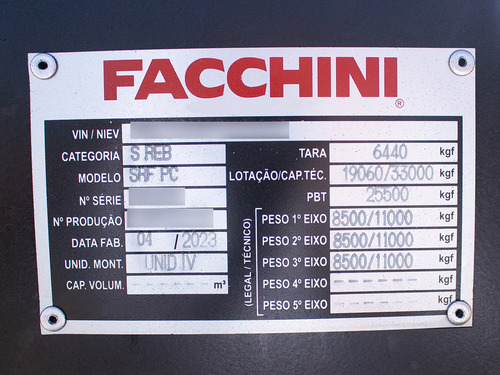 FACCHINI
®
VIN / NIEV
CATEGORIA S REB
MODELO SRF PC
Nº SÉRIE
Nº PRODUÇÃO
DATA FAB. 04 / 2023
UNID. MONT. UNID IV
CAP. VOLUM. ----- m³
TARA 6440 kgf
LOTAÇÃO/CAP.TÉC. 19060/33000 kgf
PBT 25500 kgf
(LEGAL / TÉCNICO)
PESO 1º EIXO 8500/11000 kgf
PESO 2º EIXO 8500/11000 kgf
PESO 3º EIXO 8500/11000 kgf
PESO 4º EIXO ------ kgf
PESO 5º EIXO ------ kgf